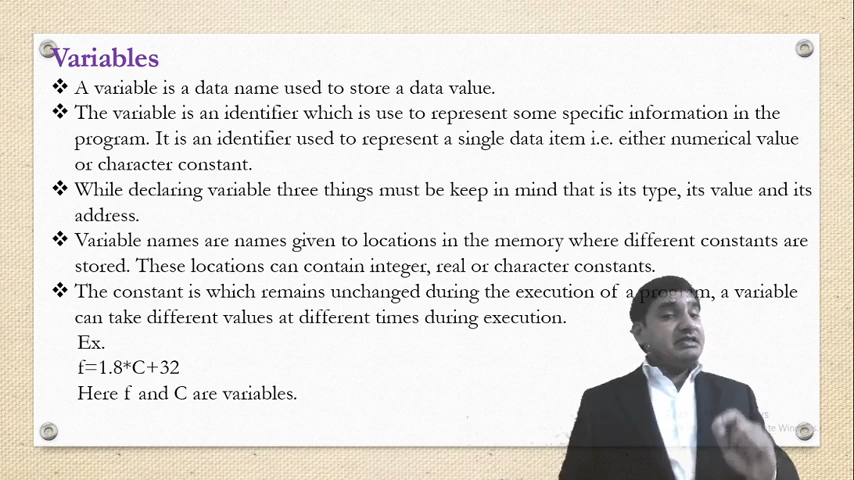 Variables
❖ A variable is a data name used to store a data value.
❖ The variable is an identifier which is use to represent some specific information in the
program. It is an identifier used to represent a single data item i.e. either numerical value
or character constant.
❖ While declaring variable three things must be keep in mind that is its type, its value and its
address.
❖ Variable names are names given to locations in the memory where different constants are
stored. These locations can contain integer, real or character constants.
❖ The constant is which remains unchanged during the execution of a program, a variable
can take different values at different times during execution.
Ex.
f=1.8*C+32
Here f and C are variables.